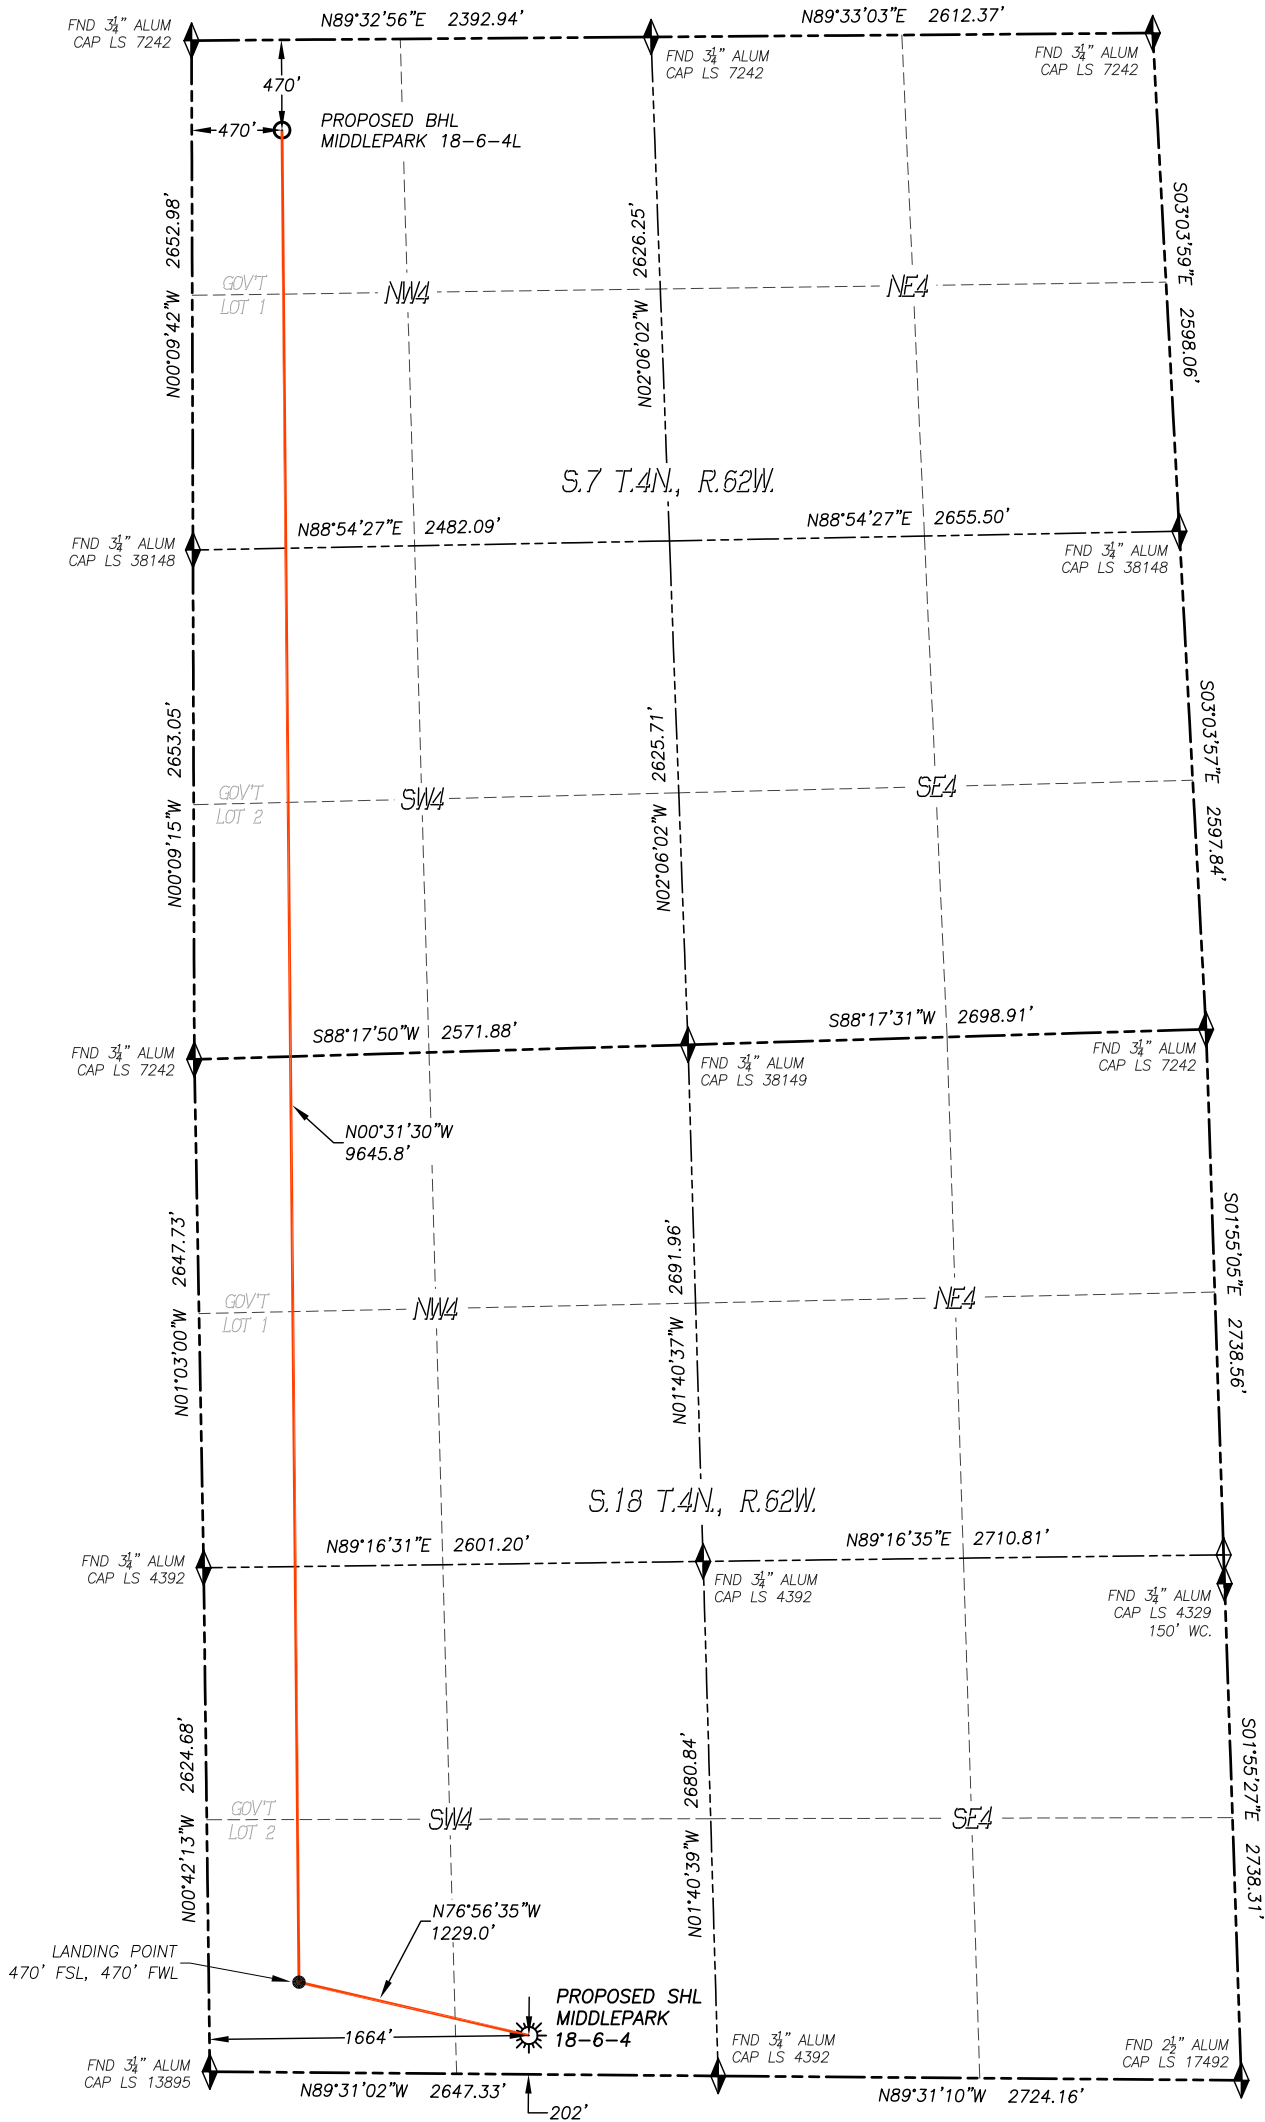 N89°32'56"E 2392.94'
N89°33'03"E 2612.37'
FND 3¼" ALUM
CAP LS 7242
FND 3¼" ALUM
CAP LS 7242
FND 3¼" ALUM
CAP LS 7242
470'
470'
PROPOSED BHL
MIDDLEPARK 18-6-4L
N00°09'42"W 2652.98'
N02°06'02"W 2626.25'
S03°03'59"E 2598.06'
GOV'T
LOT 1
NW4
NE4
S.7 T.4N., R.62W.
N88°54'27"E 2482.09'
N88°54'27"E 2655.50'
FND 3¼" ALUM
CAP LS 38148
FND 3¼" ALUM
CAP LS 38148
N00°09'15"W 2653.05'
N02°06'02"W 2625.71'
S03°03'57"E 2597.84'
GOV'T
LOT 2
SW4
SE4
S88°17'50"W 2571.88'
S88°17'31"W 2698.91'
FND 3¼" ALUM
CAP LS 7242
FND 3¼" ALUM
CAP LS 38149
FND 3¼" ALUM
CAP LS 7242
N00°31'30"W
9645.8'
N01°03'00"W 2647.73'
N01°40'37"W 2691.96'
S01°55'05"E 2738.56'
GOV'T
LOT 1
NW4
NE4
S.18 T.4N., R.62W.
N89°16'31"E 2601.20'
N89°16'35"E 2710.81'
FND 3¼" ALUM
CAP LS 4392
FND 3¼" ALUM
CAP LS 4392
FND 3¼" ALUM
CAP LS 4329
150' WC.
N00°42'13"W 2624.68'
N01°40'39"W 2680.84'
S01°55'27"E 2738.31'
GOV'T
LOT 2
SW4
SE4
N76°56'35"W
1229.0'
LANDING POINT
470' FSL, 470' FWL
PROPOSED SHL
MIDDLEPARK
18-6-4
1664'
FND 3¼" ALUM
CAP LS 13895
FND 3¼" ALUM
CAP LS 4392
FND 2½" ALUM
CAP LS 17492
N89°31'02"W 2647.33'
N89°31'10"W 2724.16'
202'